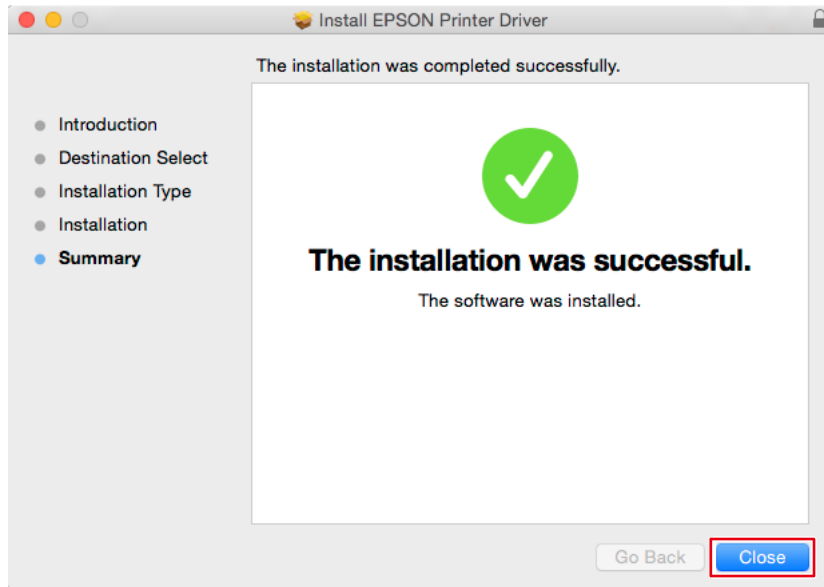 Install EPSON Printer Driver
The installation was completed successfully.
Introduction
Destination Select
Installation Type
Installation
Summary
The installation was successful.
The software was installed.
Go Back
Close